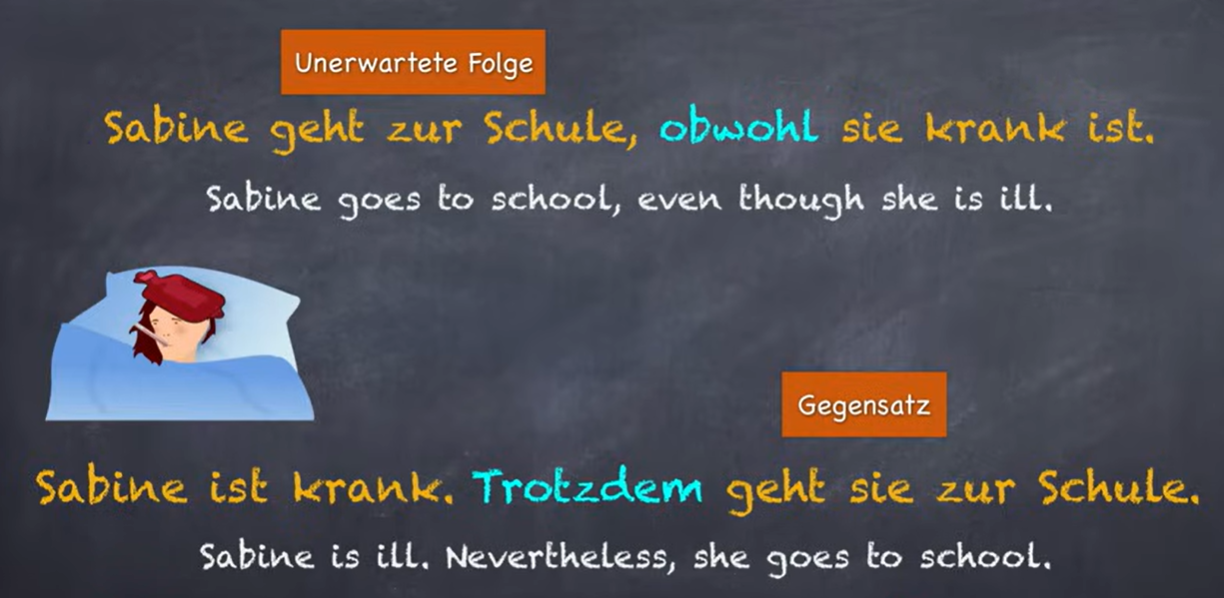 Unerwartete Folge
Sabine geht zur Schule, obwohl sie krank ist.
Sabine goes to school, even though she is ill.
Gegensatz
Sabine ist krank. Trotzdem geht sie zur Schule.
Sabine is ill. Nevertheless, she goes to school.